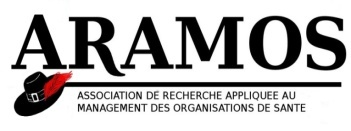 ARAMOS
ASSOCIATION DE RECHERCHE APPLIQUEE AU
MANAGEMENT DES ORGANISATIONS DE SANTE